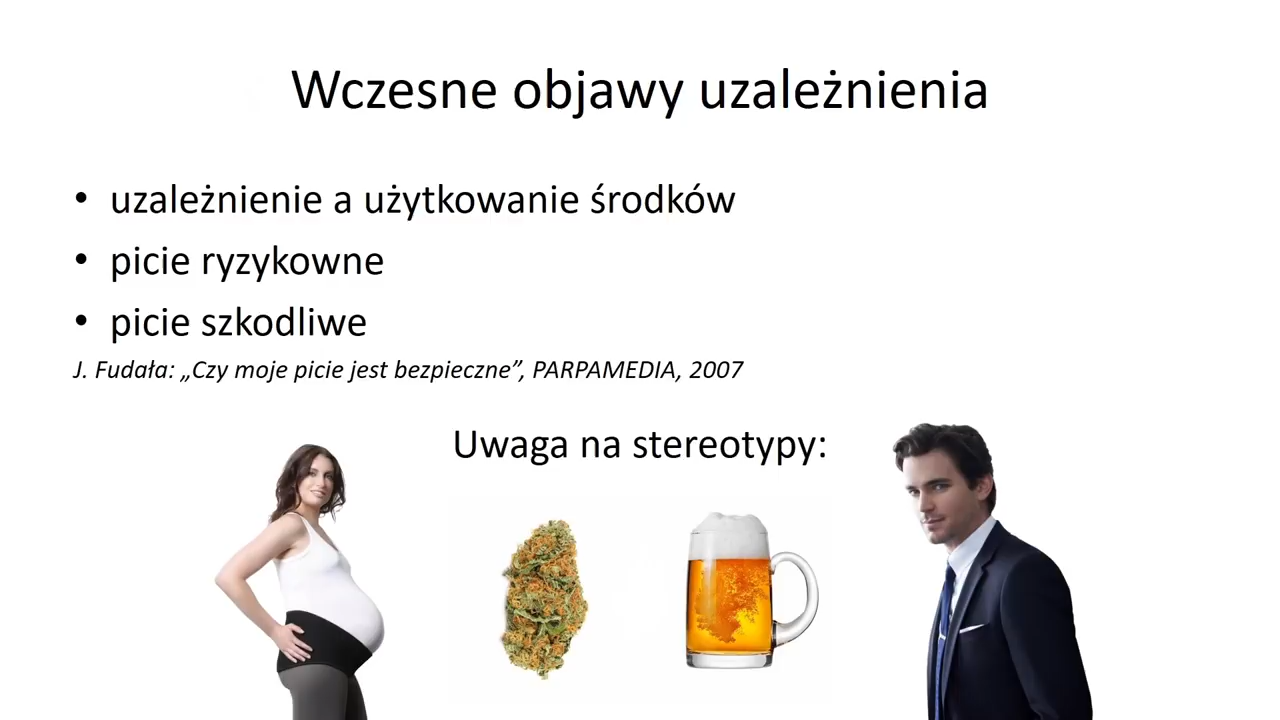 Wczesne objawy uzależnienia
• uzależnienie a użytkowanie środków
• picie ryzykowne
• picie szkodliwe
J. Fudała: „Czy moje picie jest bezpieczne”, PARPAMEDIA, 2007
Uwaga na stereotypy: